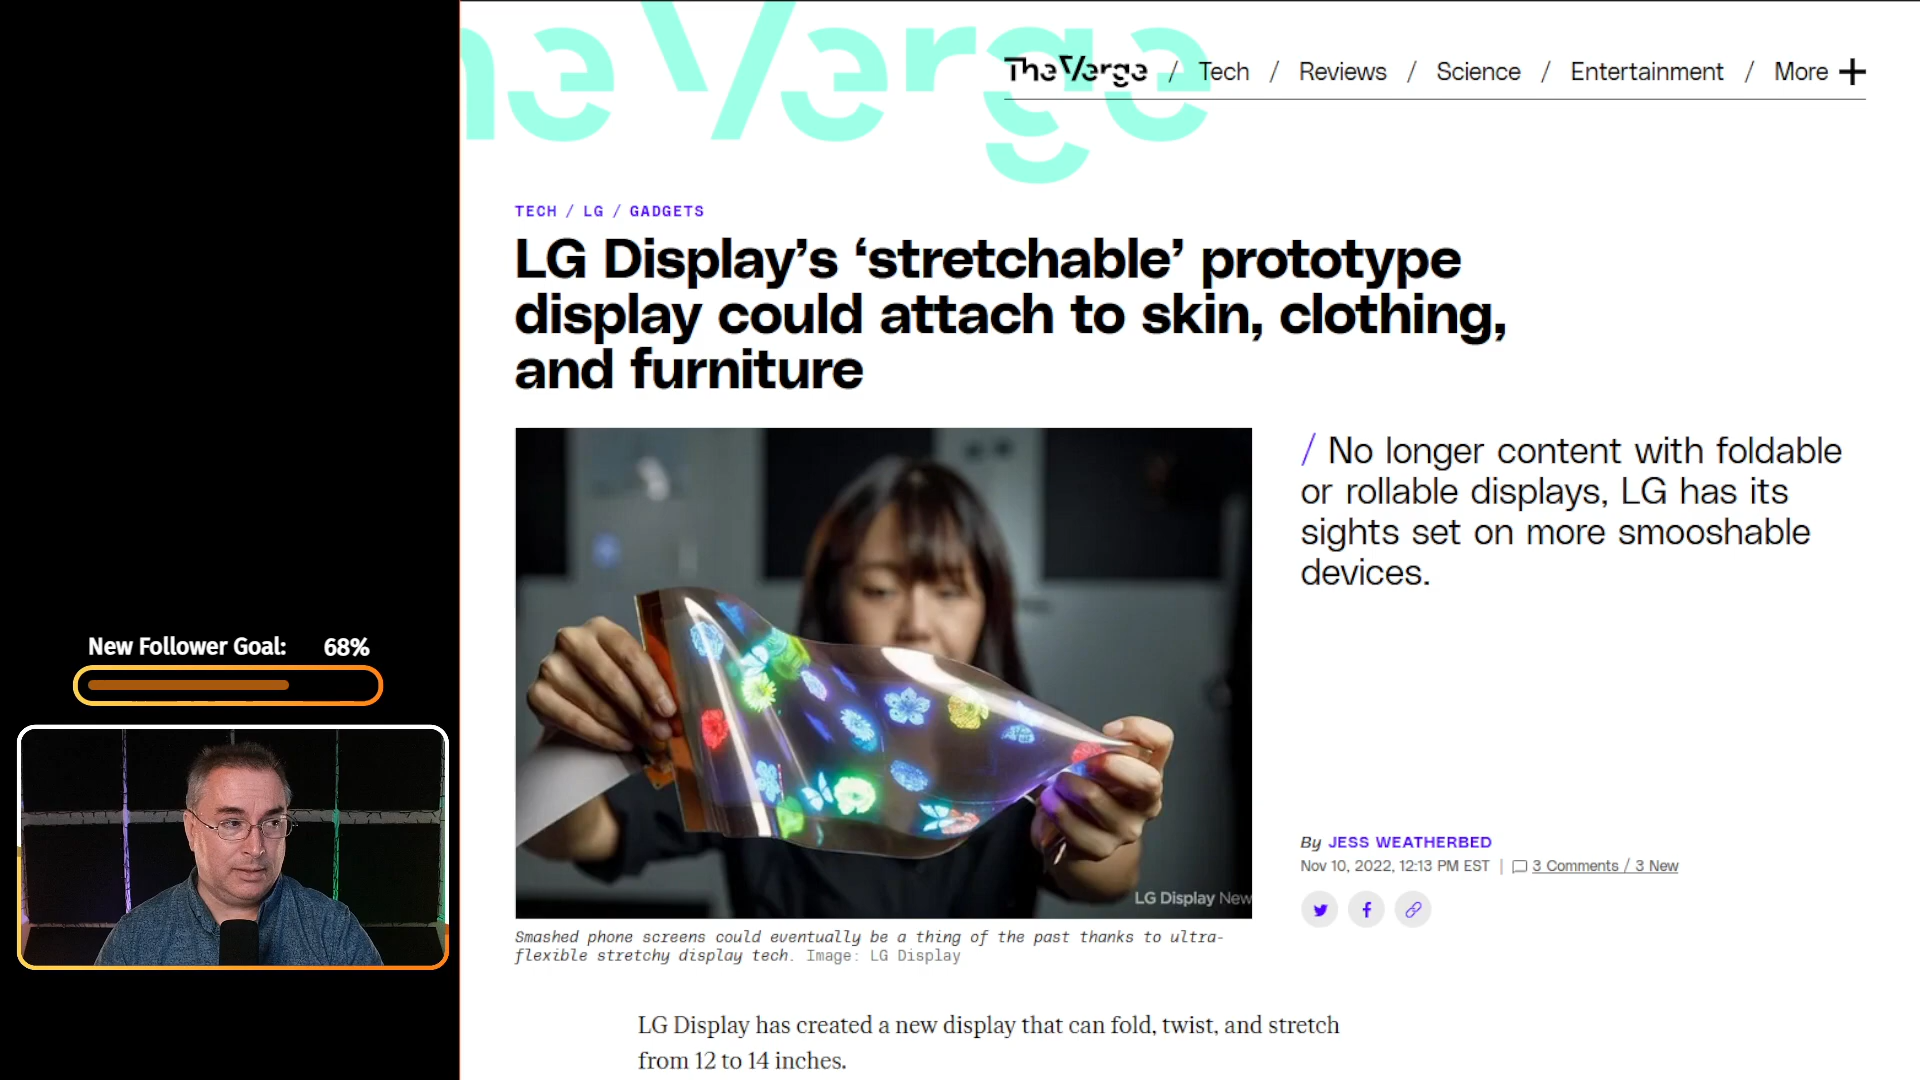 The Verge
The Verge / Tech / Reviews / Science / Entertainment / More +
TECH / LG / GADGETS
LG Display’s ‘stretchable’ prototype
display could attach to skin, clothing,
and furniture
/ No longer content with foldable
or rollable displays, LG has its
sights set on more smooshable
devices.
New Follower Goal: 68%
By JESS WEATHERBED
Nov 10, 2022, 12:13 PM EST | 3 Comments / 3 New
LG Display New
Smashed phone screens could eventually be a thing of the past thanks to ultra-
flexible stretchy display tech. Image: LG Display
LG Display has created a new display that can fold, twist, and stretch
from 12 to 14 inches.